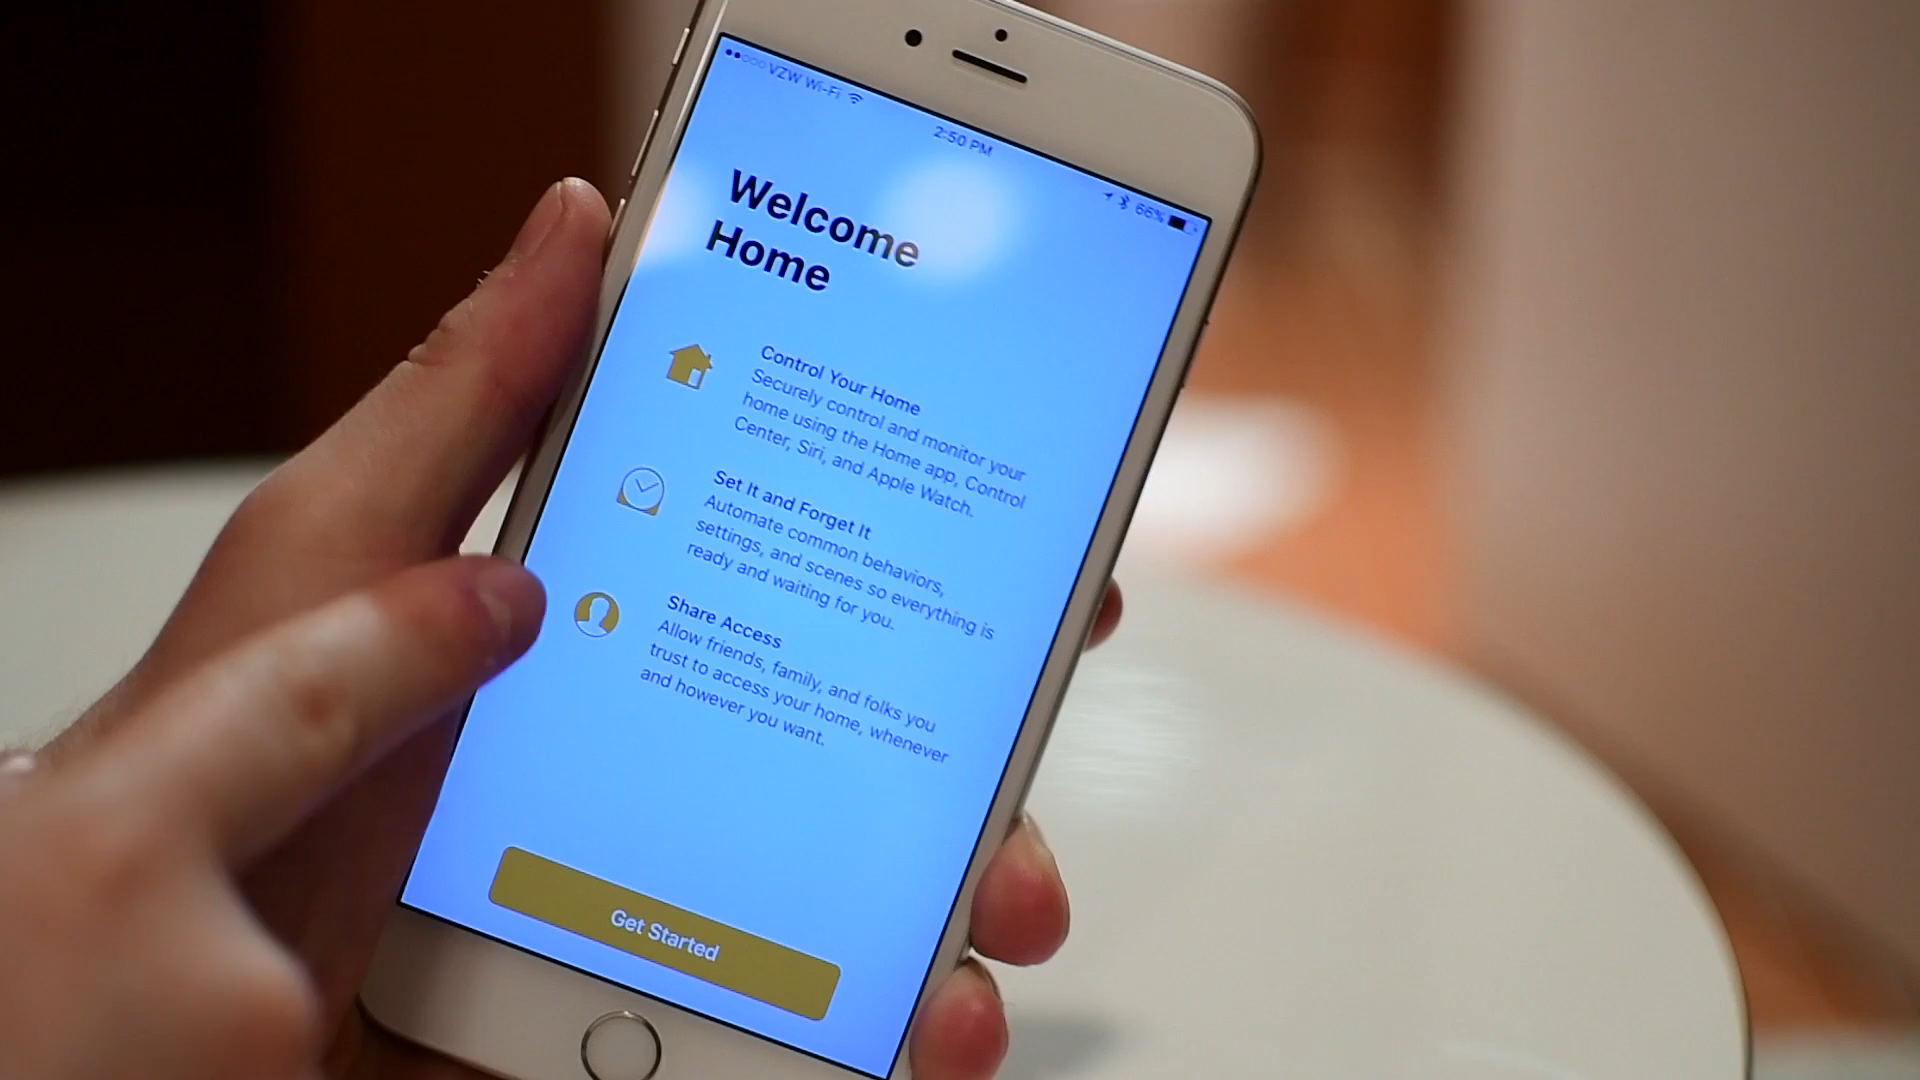 VZW Wi-Fi
2:50 PM
66%
Welcome
Home
Control Your Home
Securely control and monitor your
home using the Home app, Control
Center, Siri, and Apple Watch.
Set It and Forget It
Automate common behaviors,
settings, and scenes so everything is
ready and waiting for you.
Share Access
Allow friends, family, and folks you
trust to access your home, whenever
and however you want.
Get Started